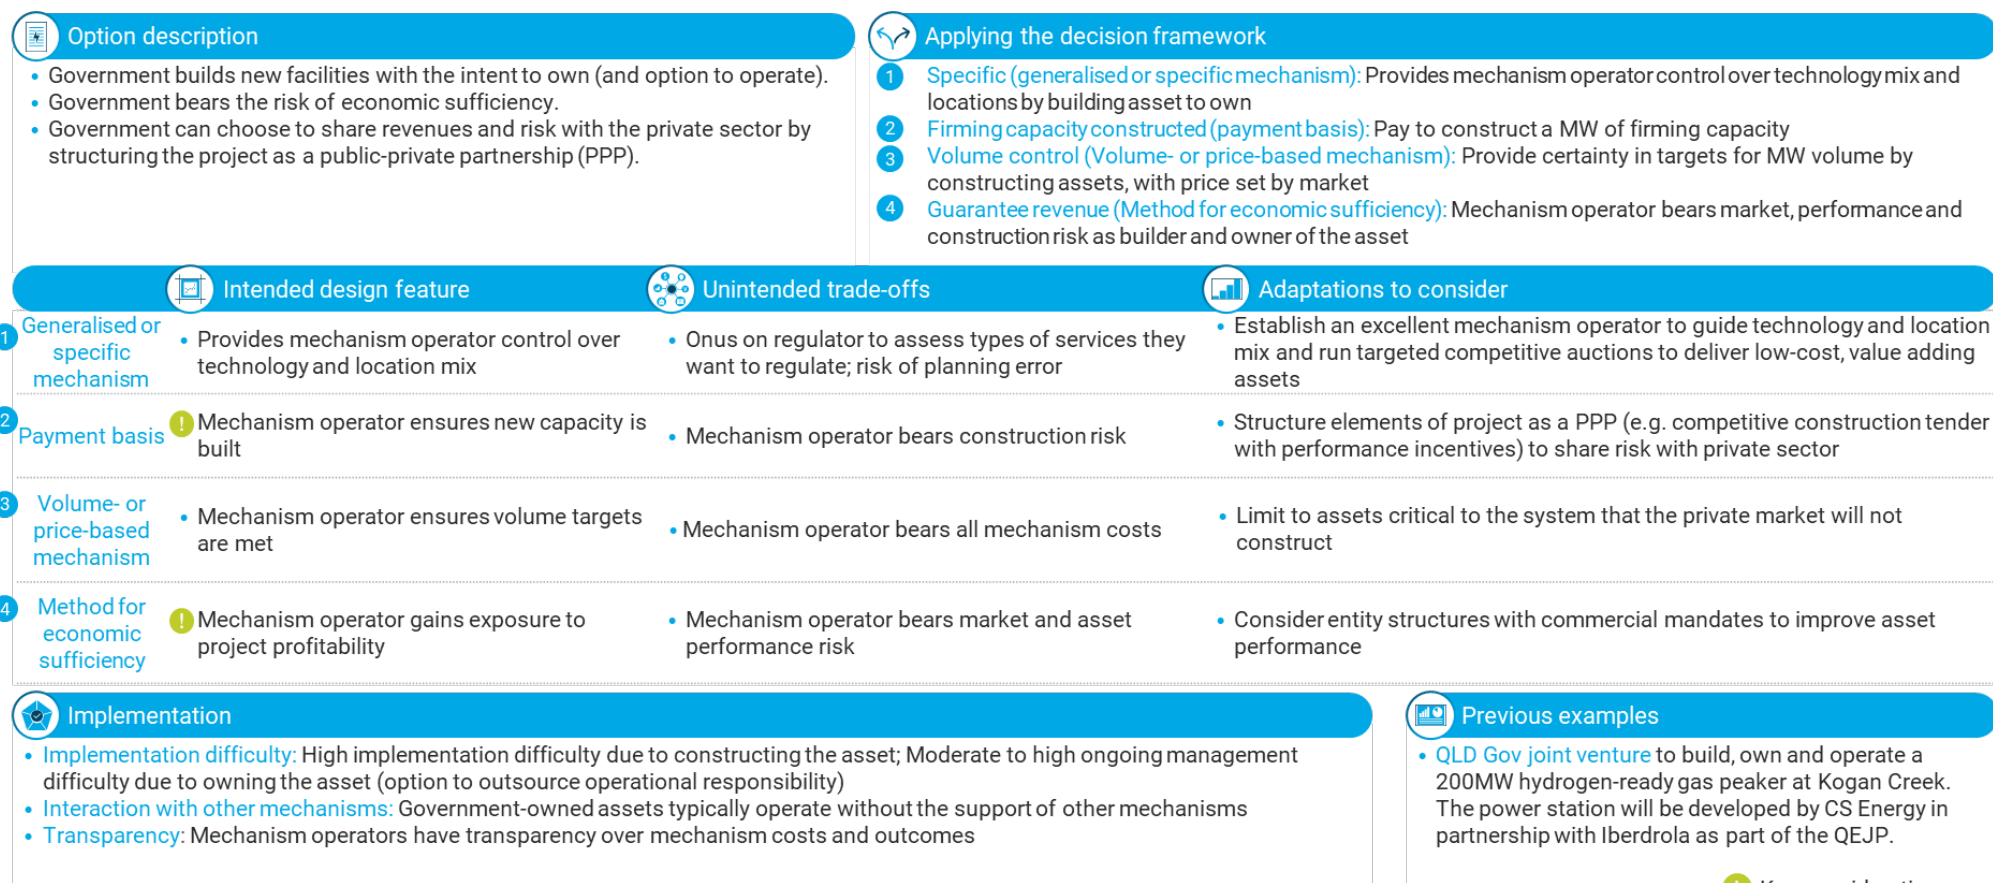 Option description
• Government builds new facilities with the intent to own (and option to operate).
• Government bears the risk of economic sufficiency.
• Government can choose to share revenues and risk with the private sector by
structuring the project as a public-private partnership (PPP).
Applying the decision framework
1 Specific (generalised or specific mechanism): Provides mechanism operator control over technology mix and
locations by building asset to own
2 Firming capacity constructed (payment basis): Pay to construct a MW of firming capacity
3 Volume control (Volume- or price-based mechanism): Provide certainty in targets for MW volume by
constructing assets, with price set by market
4 Guarantee revenue (Method for economic sufficiency): Mechanism operator bears market, performance and
construction risk as builder and owner of the asset
Intended design feature
Unintended trade-offs
Adaptations to consider
1 Generalised or
specific
mechanism
• Provides mechanism operator control over
technology and location mix
• Onus on regulator to assess types of services they
want to regulate; risk of planning error
• Establish an excellent mechanism operator to guide technology and location
mix and run targeted competitive auctions to deliver low-cost, value adding
assets
2 Payment basis
! Mechanism operator ensures new capacity is
built
• Mechanism operator bears construction risk
• Structure elements of project as a PPP (e.g. competitive construction tender
with performance incentives) to share risk with private sector
3 Volume- or
price-based
mechanism
• Mechanism operator ensures volume targets
are met
• Mechanism operator bears all mechanism costs
• Limit to assets critical to the system that the private market will not
construct
4 Method for
economic
sufficiency
! Mechanism operator gains exposure to
project profitability
• Mechanism operator bears market and asset
performance risk
• Consider entity structures with commercial mandates to improve asset
performance
Implementation
• Implementation difficulty: High implementation difficulty due to constructing the asset; Moderate to high ongoing management
difficulty due to owning the asset (option to outsource operational responsibility)
• Interaction with other mechanisms: Government-owned assets typically operate without the support of other mechanisms
• Transparency: Mechanism operators have transparency over mechanism costs and outcomes
Previous examples
• QLD Gov joint venture to build, own and operate a
200MW hydrogen-ready gas peaker at Kogan Creek.
The power station will be developed by CS Energy in
partnership with Iberdrola as part of the QEJP.